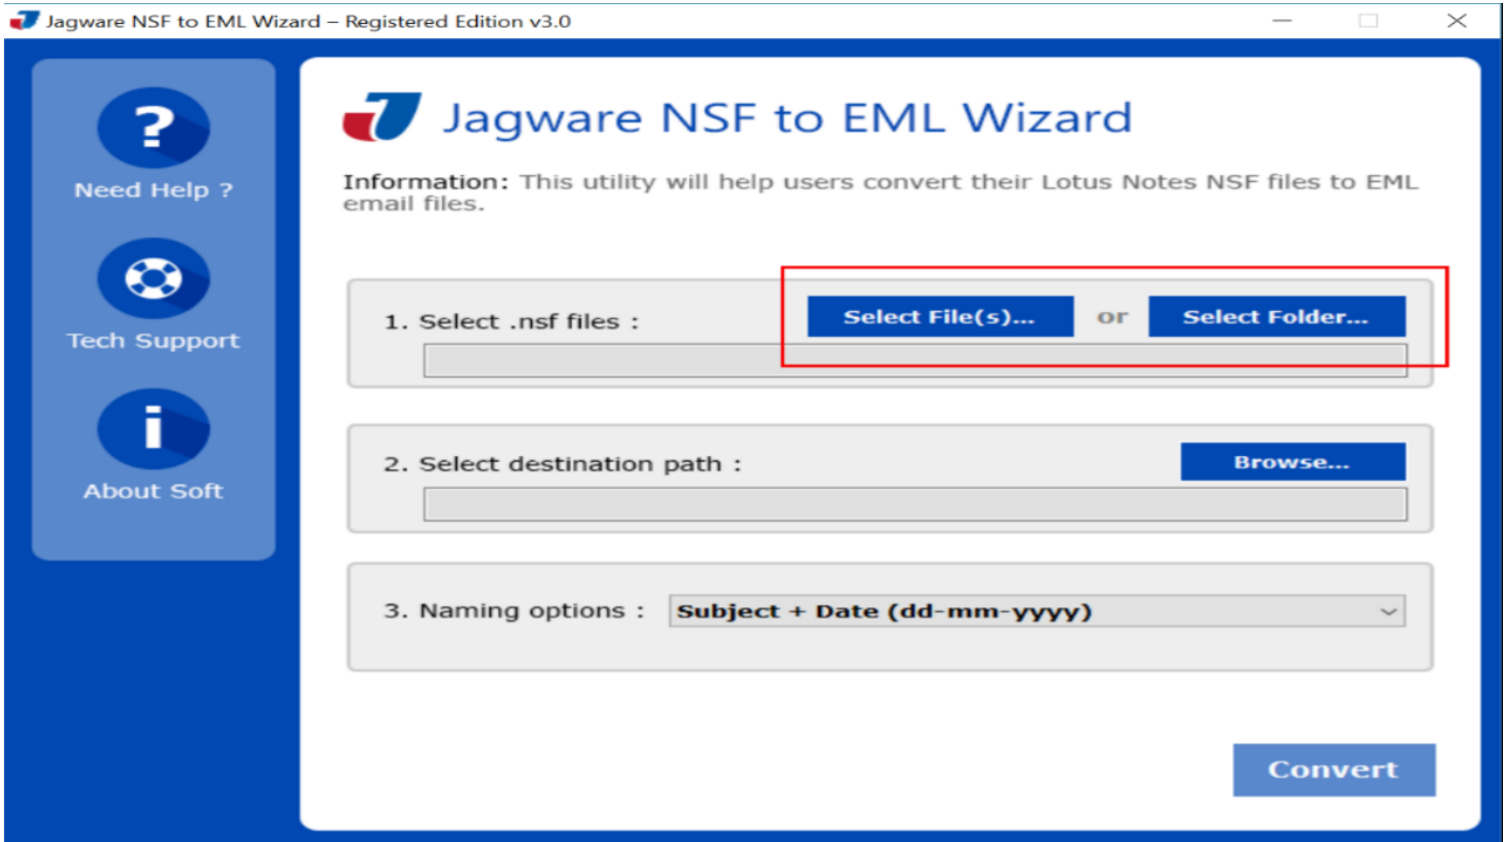 Jagware NSF to EML Wizard – Registered Edition v3.0
?
Need Help ?
Tech Support
i
About Soft
Jagware NSF to EML Wizard
Information: This utility will help users convert their Lotus Notes NSF files to EML
email files.
1. Select .nsf files :
Select File(s)... or Select Folder...
2. Select destination path :
Browse...
3. Naming options :
Subject + Date (dd-mm-yyyy)
Convert